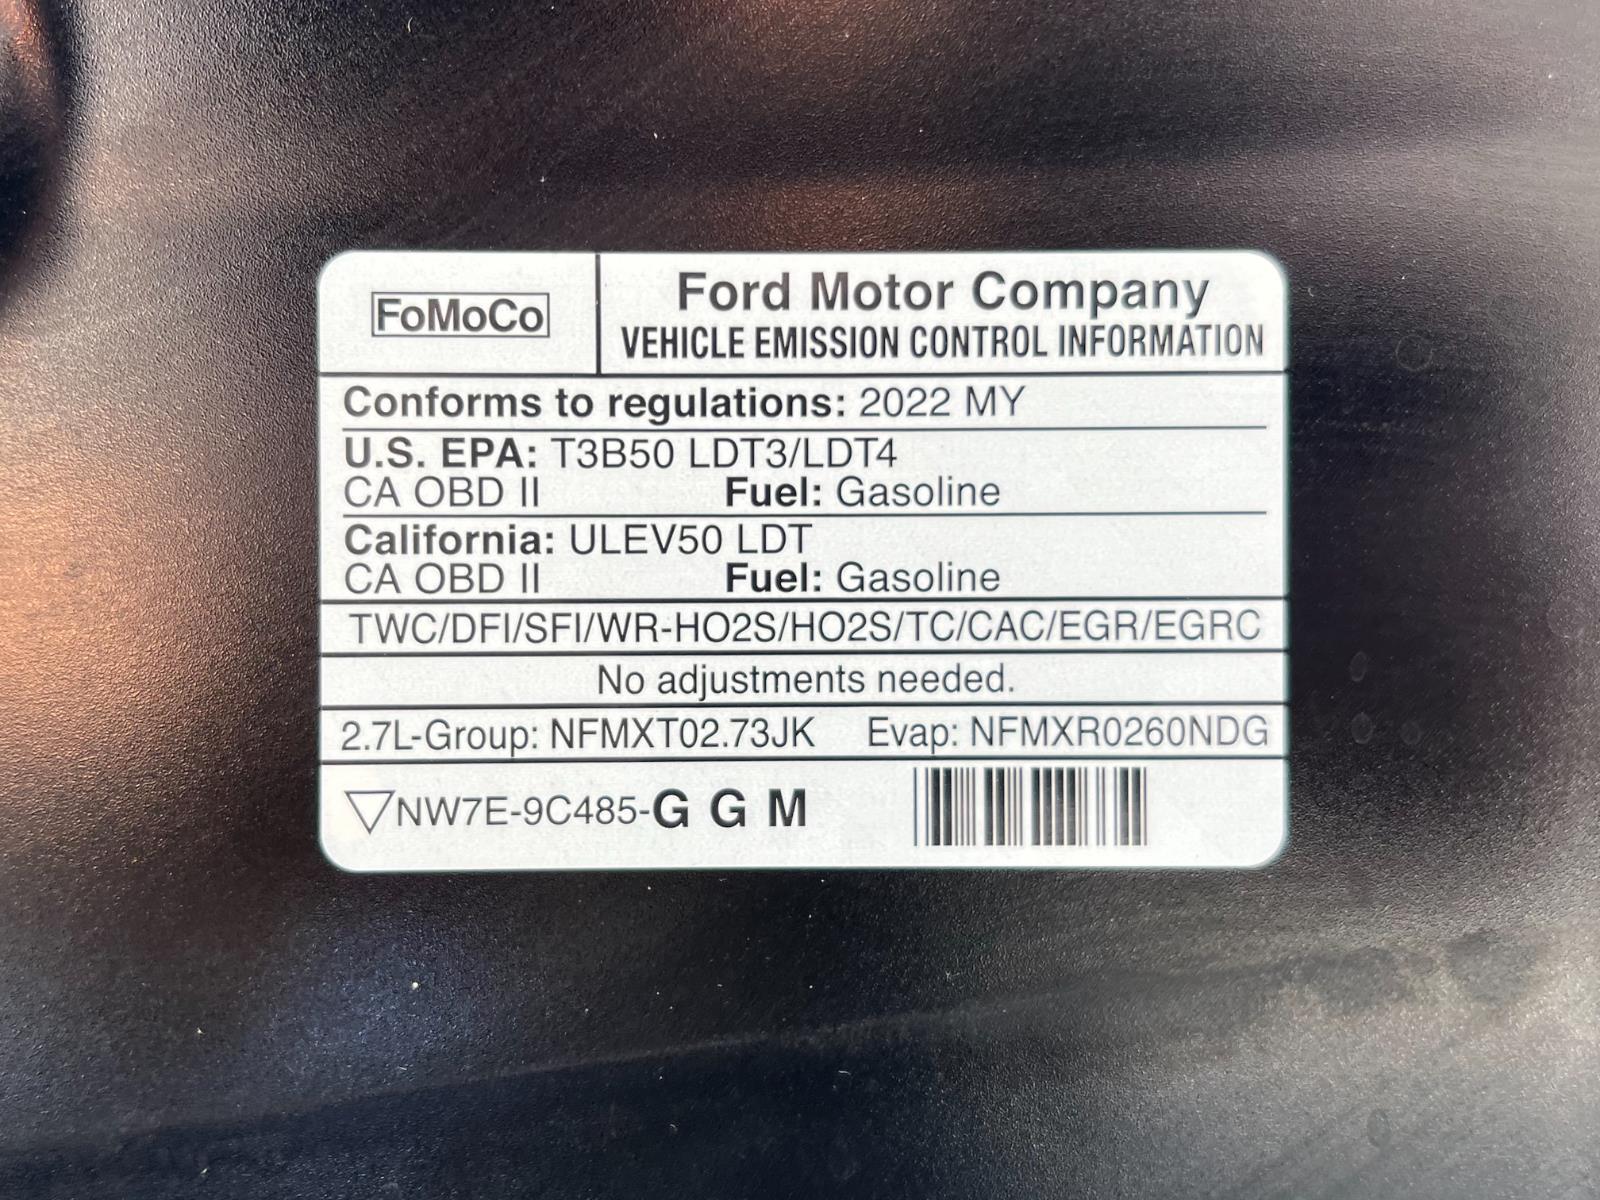 FoMoCo
Ford Motor Company
VEHICLE EMISSION CONTROL INFORMATION
Conforms to regulations: 2022 MY
U.S. EPA: T3B50 LDT3/LDT4
CA OBD II Fuel: Gasoline
California: ULEV50 LDT
CA OBD II Fuel: Gasoline
TWC/DFI/SFI/WR-HO2S/HO2S/TC/CAC/EGR/EGRC
No adjustments needed.
2.7L-Group: NFMXT02.73JK Evap: NFMXR0260NDG
NW7E-9C485-G G M